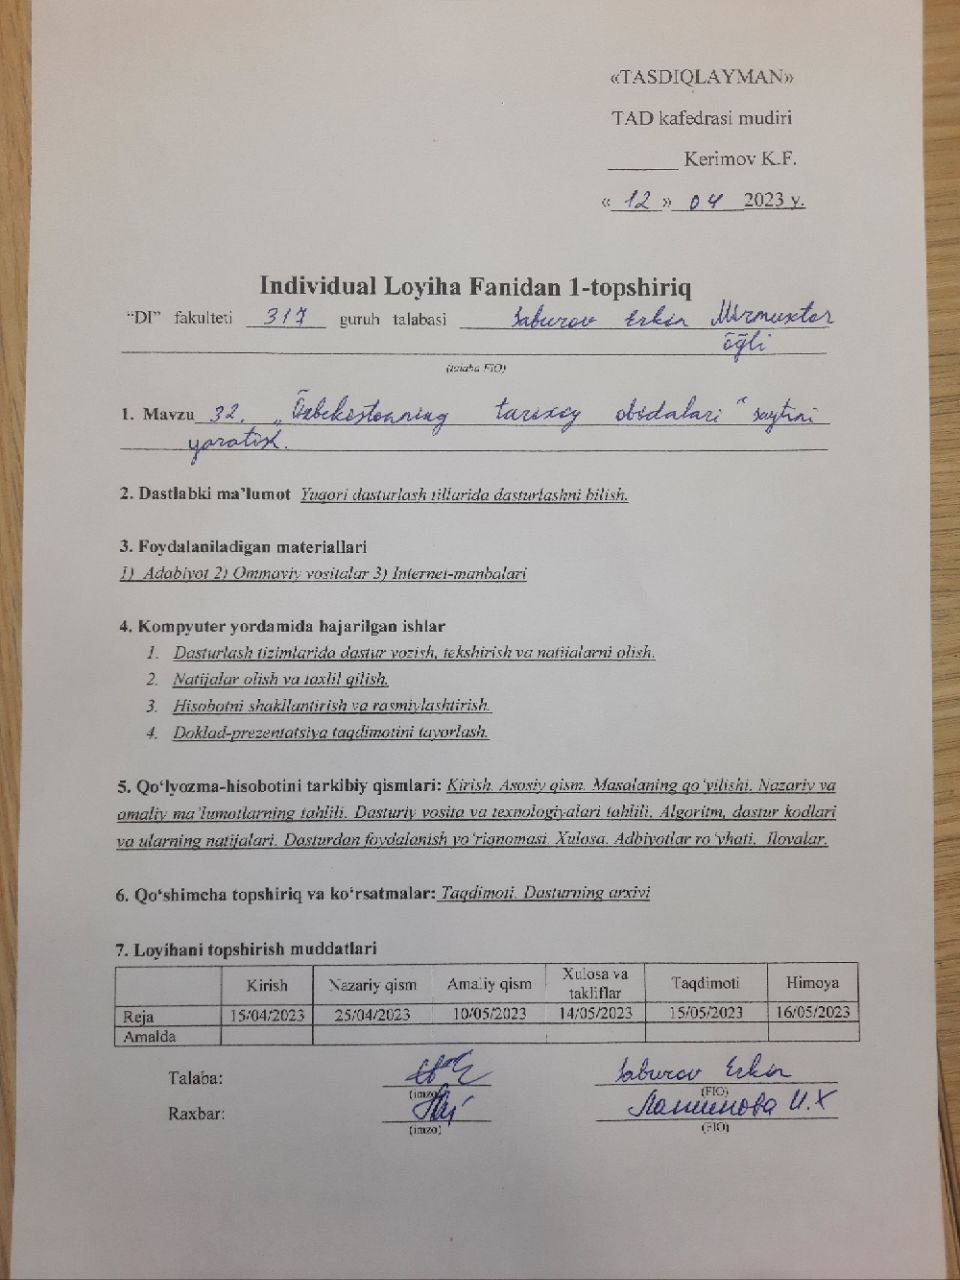 «TASDIQLAYMAN»
TAD kafedrasi mudiri
_______ Kerimov K.F.
« 12 » 04 2023 y.
Individual Loyiha Fanidan 1-topshiriq
“DI” fakulteti 317 guruh talabasi Saburov Erkin Mirmuxtor
õğli
(talaba FIO)
1. Mavzu 32. „Õzbekistonning tarixiy obidalari“ saytini
yaratish.
2. Dastlabki ma’lumot Yuqori dasturlash tillarida dasturlashni bilish.
3. Foydalaniladigan materiallari
1) Adabiyot 2) Ommaviy vositalar 3) Internet-manbalari
4. Kompyuter yordamida hajarilgan ishlar
1. Dasturlash tizimlarida dastur yozish, tekshirish va natijalarni olish.
2. Natijalar olish va taxlil qilish.
3. Hisobotni shakllantirish va rasmiylashtirish.
4. Doklad-prezentatsiya taqdimotini tayorlash.
5. Qo‘lyozma-hisobotini tarkibiy qismlari: Kirish. Asosiy qism. Masalaning qo‘yilishi. Nazariy va
amaliy ma’lumotlarning tahlili. Dasturiy vosita va texnologiyalari tahlili. Algoritm, dastur kodlari
va ularning natijalari. Dasturdan foydalanish yo‘riqnomasi. Xulosa. Adbiyotlar ro‘yhati. Ilovalar.
6. Qo‘shimcha topshiriq va ko‘rsatmalar: Taqdimoti. Dasturning arxivi
7. Loyihani topshirish muddatlari
Kirish Nazariy qism Amaliy qism Xulosa va takliflar Taqdimoti Himoya
Reja 15/04/2023 25/04/2023 10/05/2023 14/05/2023 15/05/2023 16/05/2023
Amalda
Talaba: Saburov Erkin
(imzo) (FIO)
Raxbar: И.Х
(imzo) (FIO)